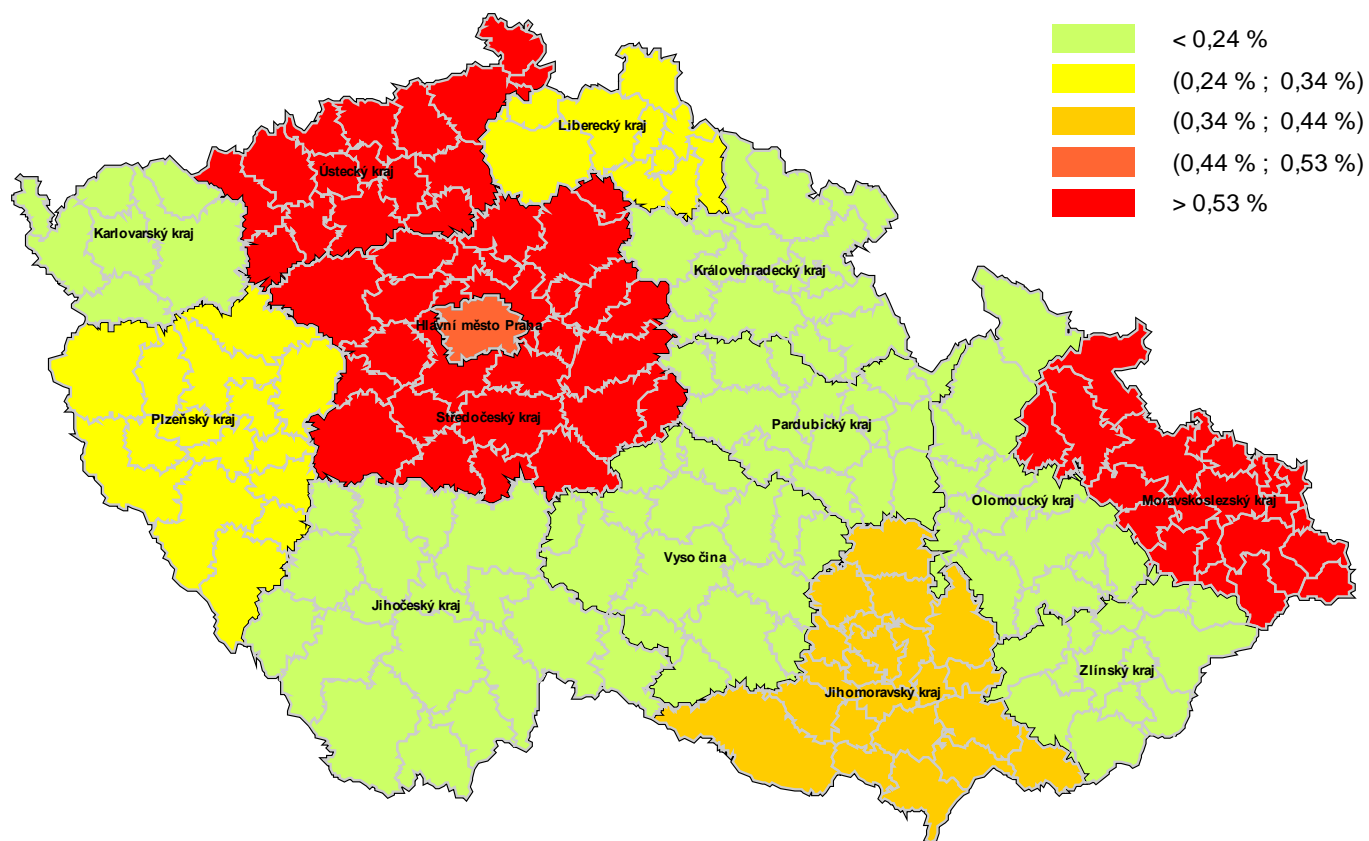 < 0,24 %
(0,24 % ; 0,34 %)
(0,34 % ; 0,44 %)
(0,44 % ; 0,53 %)
> 0,53 %
Liberecký kraj
Ústecký kraj
Karlovarský kraj
Královehradecký kraj
Hlavní město Praha
Plzeňský kraj
Středočeský kraj
Pardubický kraj
Olomoucký kraj
Moravskoslezský kraj
Vysočina
Jihočeský kraj
Zlínský kraj
Jihomoravský kraj